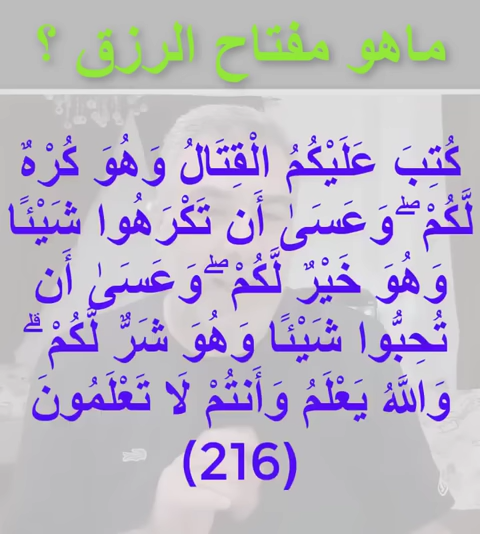 ماهو مفتاح الرزق ؟
كُتِبَ عَلَيْكُمُ الْقِتَالُ وَهُوَ كُرْهٌ
لَّكُمْ ۖ وَعَسَىٰ أَن تَكْرَهُوا شَيْئًا
وَهُوَ خَيْرٌ لَّكُمْ ۖ وَعَسَىٰ أَن
تُحِبُّوا شَيْئًا وَهُوَ شَرٌّ لَّكُمْ ۗ
وَاللَّهُ يَعْلَمُ وَأَنتُمْ لَا تَعْلَمُونَ
(216)